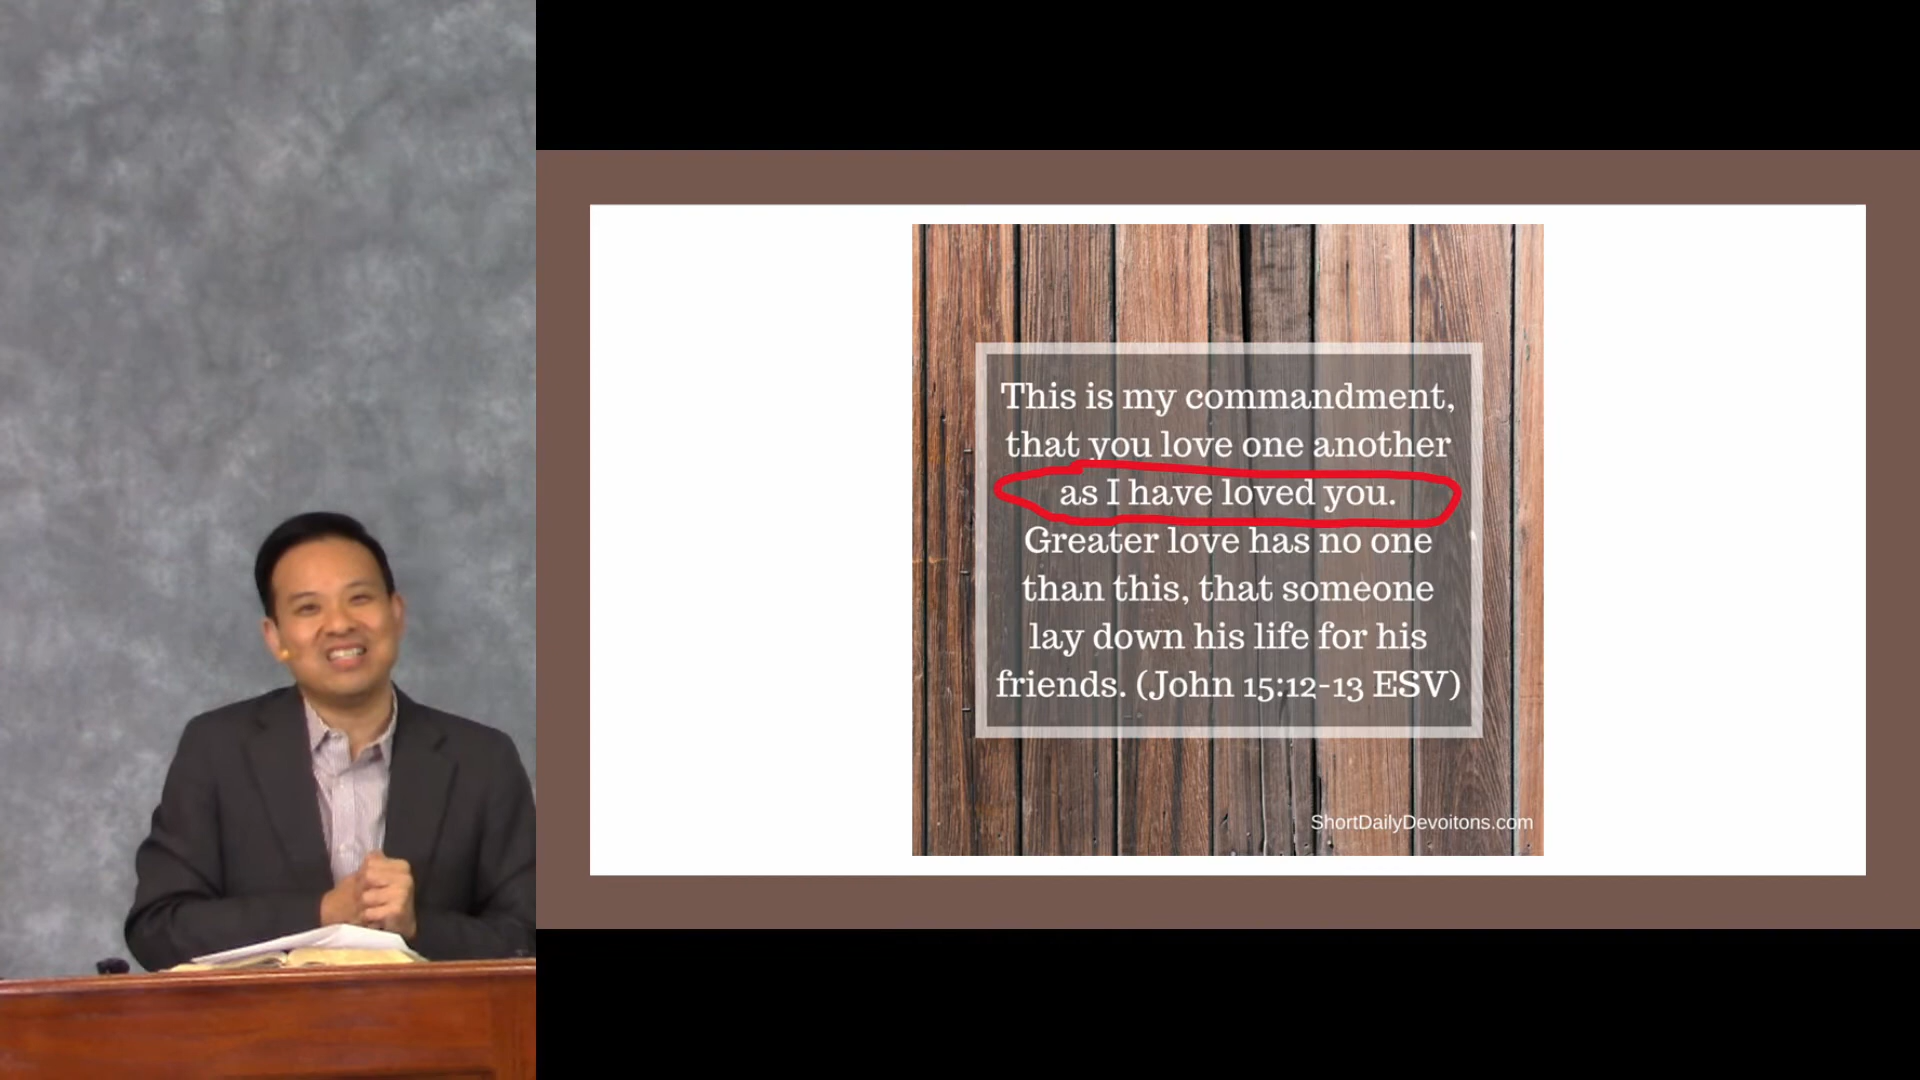 This is my commandment,
that you love one another
as I have loved you.
Greater love has no one
than this, that someone
lay down his life for his
friends. (John 15:12-13 ESV)
ShortDailyDevoitons.com